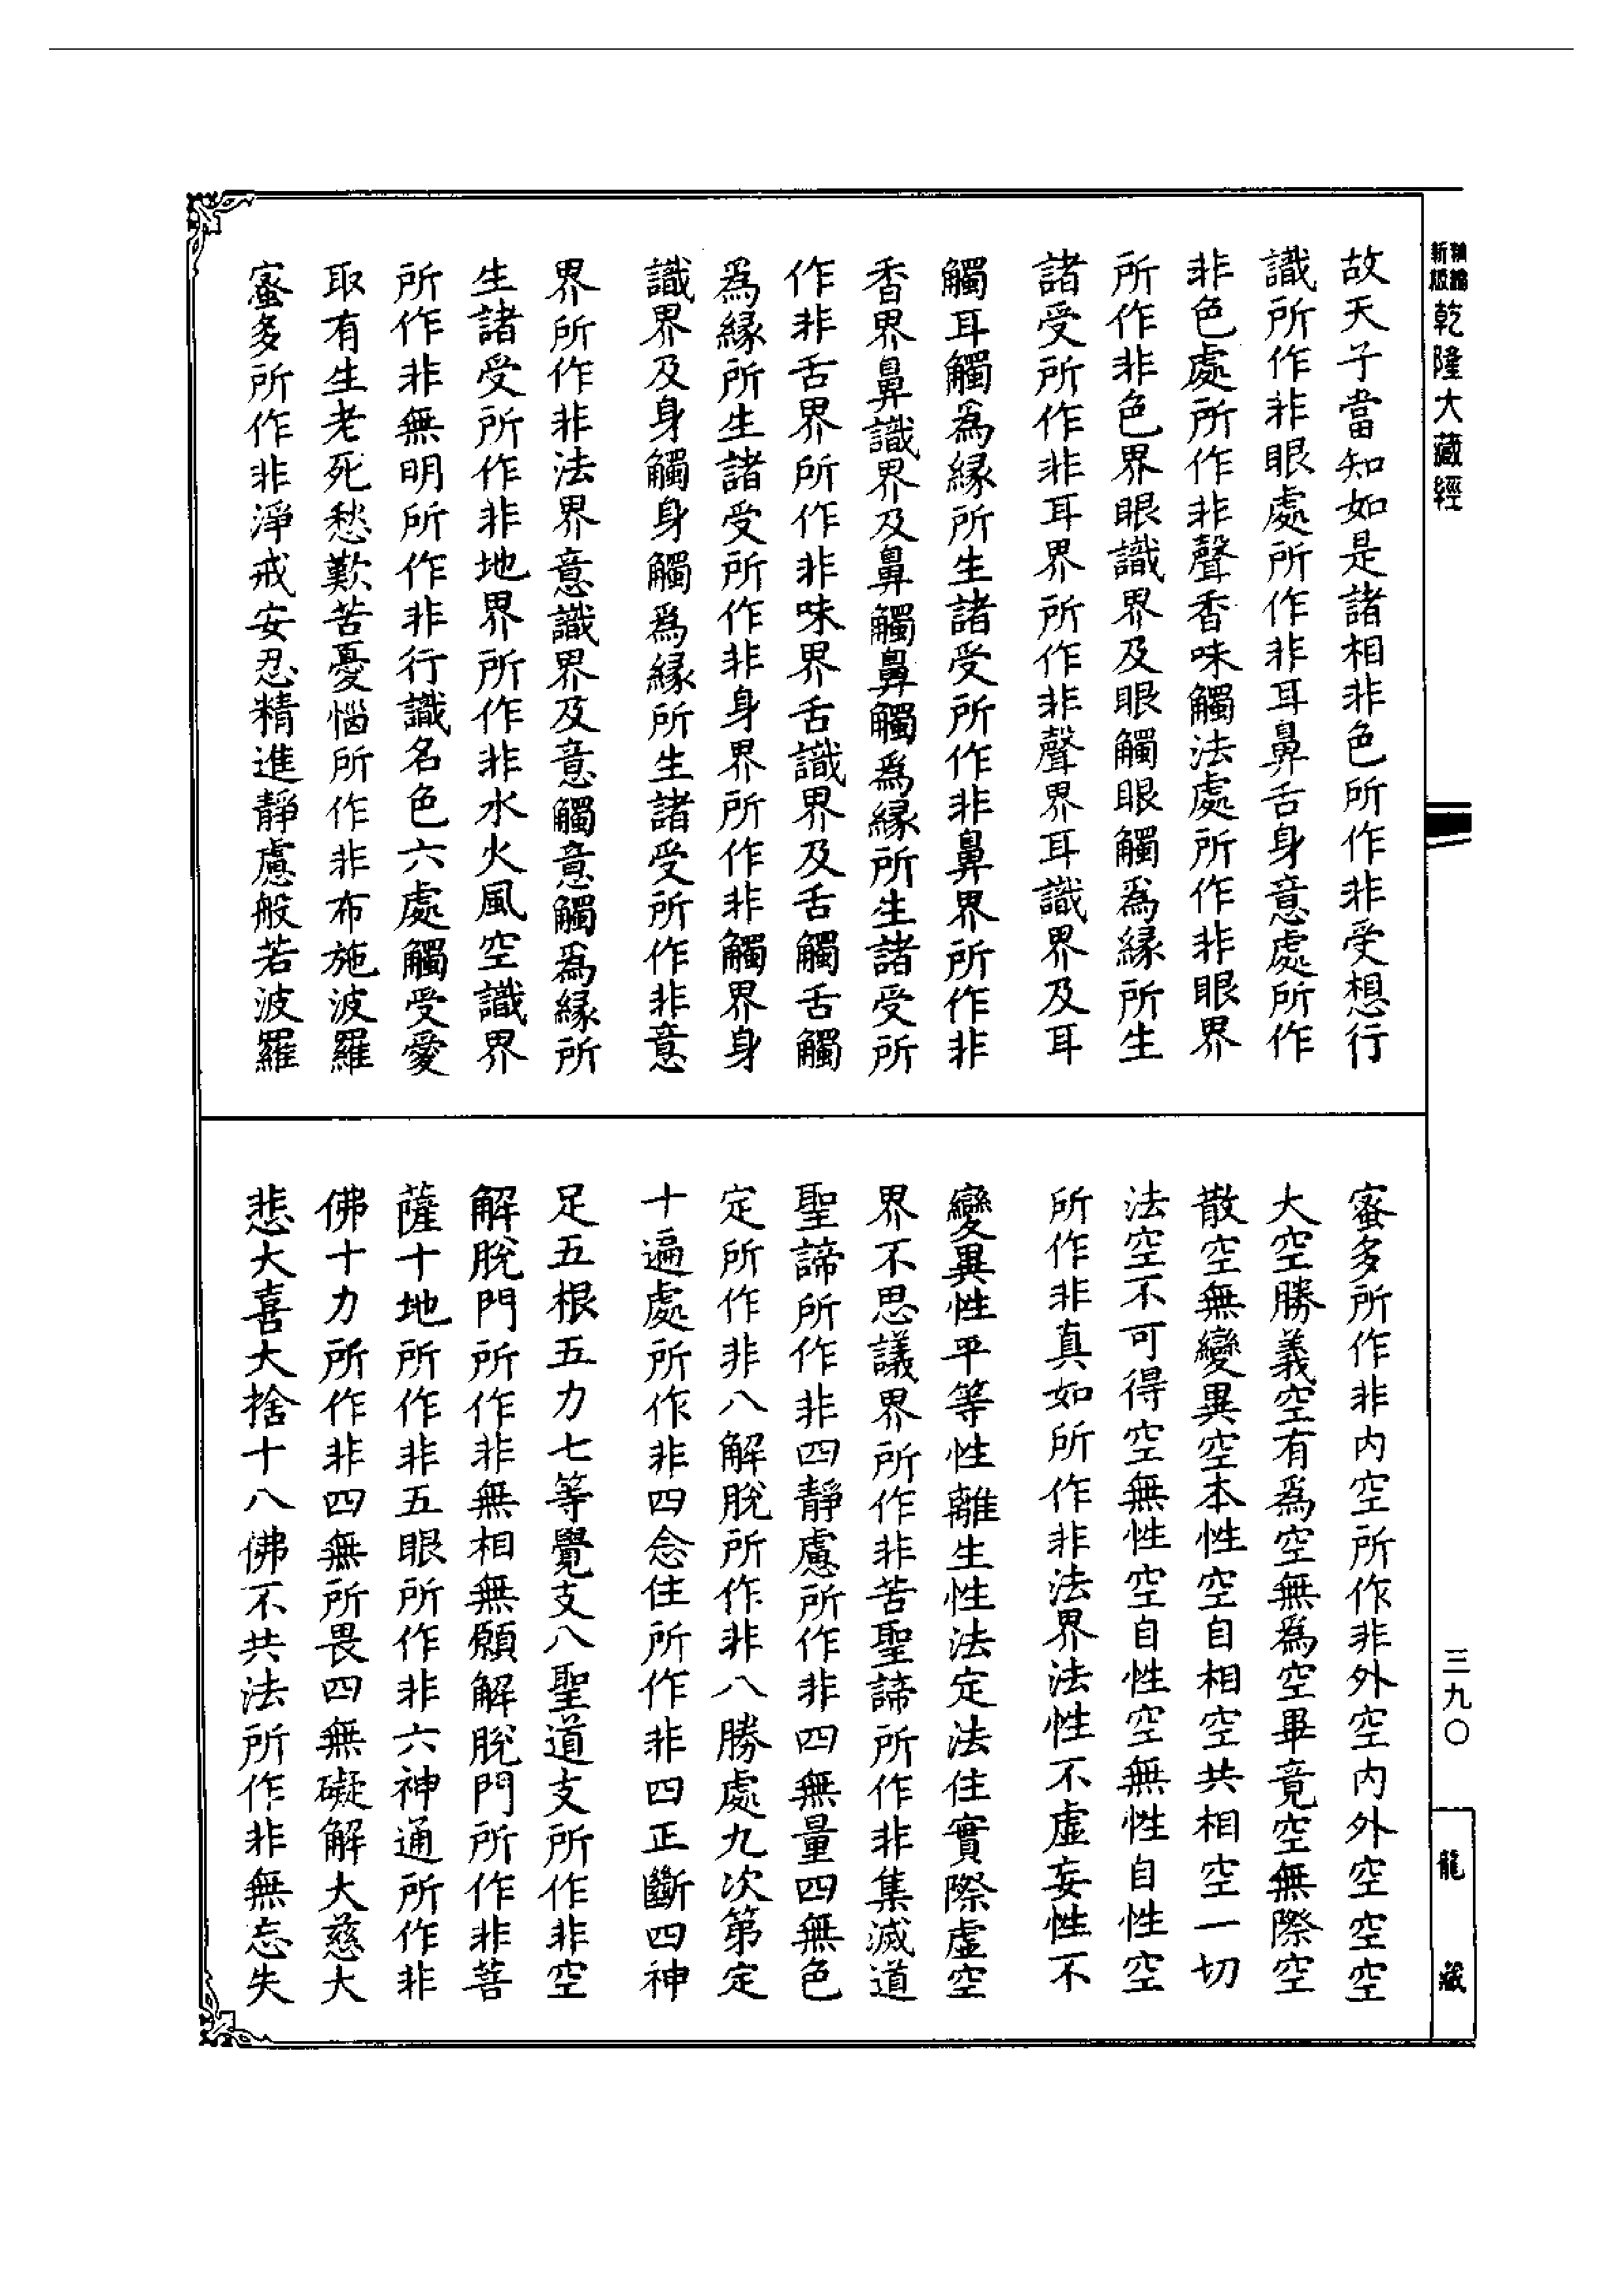 新版精編乾隆大藏經
三九〇
龍藏
故天子當知如是諸相非色所作非受想行
識所作非眼處所作非耳鼻舌身意處所作
非色處所作非聲香味觸法處所作非眼界
所作非色界眼識界及眼觸眼觸爲緣所生
諸受所作非耳界所作非聲界耳識界及耳
觸耳觸爲緣所生諸受所作非鼻界所作非
香界鼻識界及鼻觸鼻觸爲緣所生諸受所
作非舌界所作非味界舌識界及舌觸舌觸
爲緣所生諸受所作非身界所作非觸界身
識界及身觸身觸爲緣所生諸受所作非意
界所作非法界意識界及意觸意觸爲緣所
生諸受所作非地界所作非水火風空識界
所作非無明所作非行識名色六處觸受愛
取有生老死愁歎苦憂惱所作非布施波羅
蜜多所作非淨戒安忍精進靜慮般若波羅
蜜多所作非内空所作非外空内外空空空
大空勝義空有爲空無爲空畢竟空無際空
散空無變異空本性空自相空共相空一切
法空不可得空無性空自性空無性自性空
所作非真如所作非法界法性不虛妄性不
變異性平等性離生性法定法住實際虛空
界不思議界所作非苦聖諦所作非集滅道
聖諦所作非四靜慮所作非四無量四無色
定所作非八解脫所作非八勝處九次第定
十遍處所作非四念住所作非四正斷四神
足五根五力七等覺支八聖道支所作非空
解脫門所作非無相無願解脫門所作非菩
薩十地所作非五眼所作非六神通所作非
佛十力所作非四無所畏四無礙解大慈大
悲大喜大捨十八佛不共法所作非無忘失